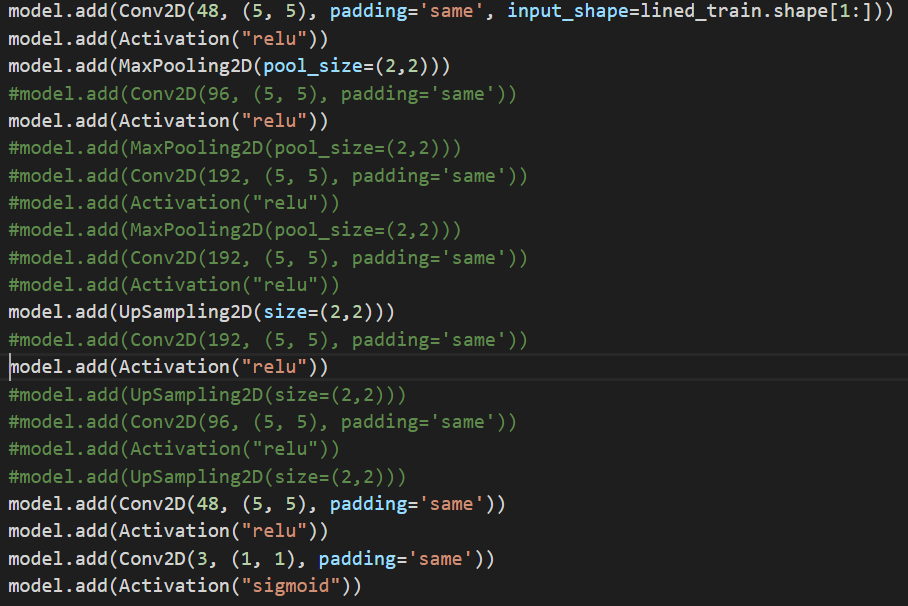 model.add(Conv2D(48, (5, 5), padding='same', input_shape=lined_train.shape[1:]))
model.add(Activation("relu"))
model.add(MaxPooling2D(pool_size=(2,2)))
#model.add(Conv2D(96, (5, 5), padding='same'))
model.add(Activation("relu"))
#model.add(MaxPooling2D(pool_size=(2,2)))
#model.add(Conv2D(192, (5, 5), padding='same'))
#model.add(Activation("relu"))
#model.add(MaxPooling2D(pool_size=(2,2)))
#model.add(Conv2D(192, (5, 5), padding='same'))
#model.add(Activation("relu"))
model.add(UpSampling2D(size=(2,2)))
#model.add(Conv2D(192, (5, 5), padding='same'))
model.add(Activation("relu"))
#model.add(UpSampling2D(size=(2,2)))
#model.add(Conv2D(96, (5, 5), padding='same'))
#model.add(Activation("relu"))
#model.add(UpSampling2D(size=(2,2)))
model.add(Conv2D(48, (5, 5), padding='same'))
model.add(Activation("relu"))
model.add(Conv2D(3, (1, 1), padding='same'))
model.add(Activation("sigmoid"))